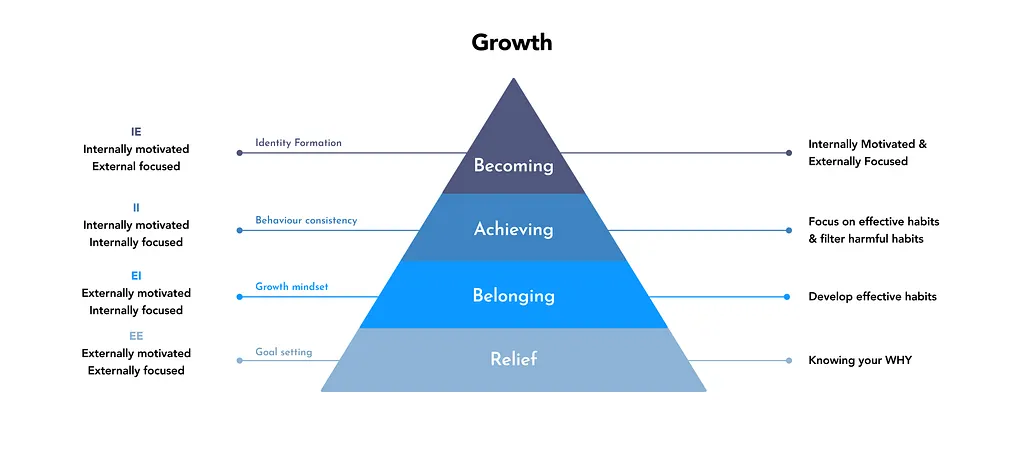 Growth
IE
Internally motivated
External focused
Identity Formation
Becoming
Internally Motivated &
Externally Focused
II
Internally motivated
Internally focused
Behaviour consistency
Achieving
Focus on effective habits
& filter harmful habits
EI
Externally motivated
Internally focused
Growth mindset
Belonging
Develop effective habits
EE
Externally motivated
Externally focused
Goal setting
Relief
Knowing your WHY